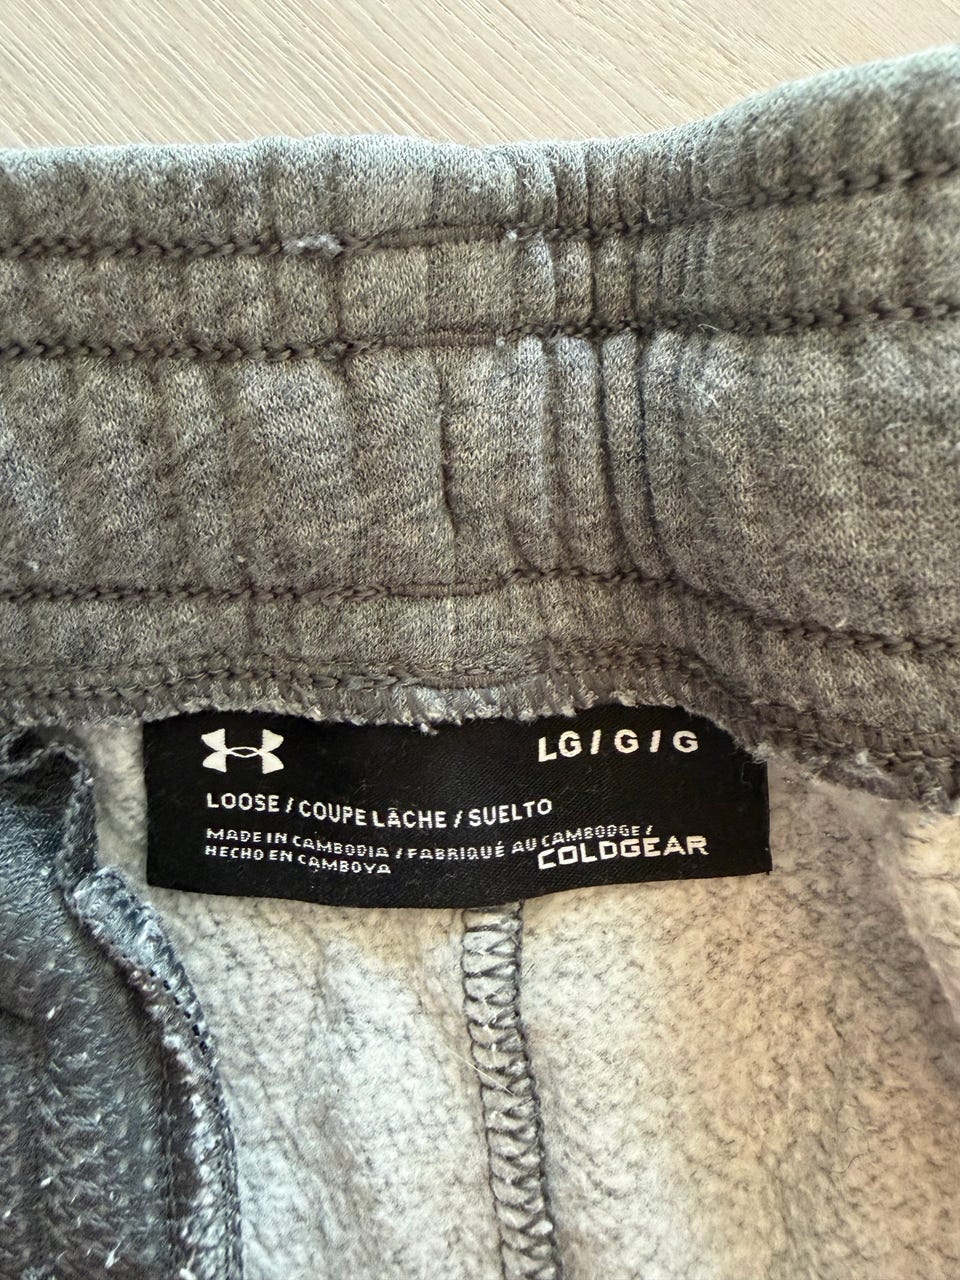 LG / G / G
LOOSE / COUPE LÂCHE / SUELTO
MADE IN CAMBODIA / FABRIQUÉ AU CAMBODGE /
HECHO EN CAMBOYA
COLDGEAR